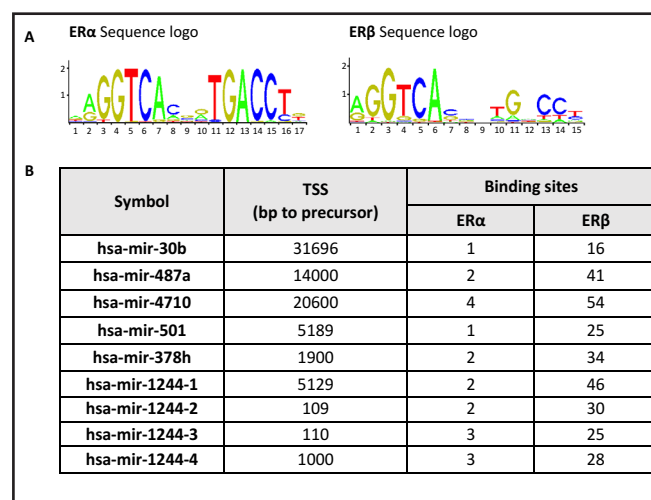 A
ERα Sequence logo
ERβ Sequence logo
2
1
AGGTCAC TGACCT
1 2 3 4 5 6 7 8 9 10 11 12 13 14 15 16 17
2
1
AGGTCA TG CC
1 2 3 4 5 6 7 8 9 10 11 12 13 14 15
B
Symbol
TSS
(bp to precursor)
Binding sites
ERα
ERβ
hsa-mir-30b 31696 1 16
hsa-mir-487a 14000 2 41
hsa-mir-4710 20600 4 54
hsa-mir-501 5189 1 25
hsa-mir-378h 1900 2 34
hsa-mir-1244-1 5129 2 46
hsa-mir-1244-2 109 2 30
hsa-mir-1244-3 110 3 25
hsa-mir-1244-4 1000 3 28